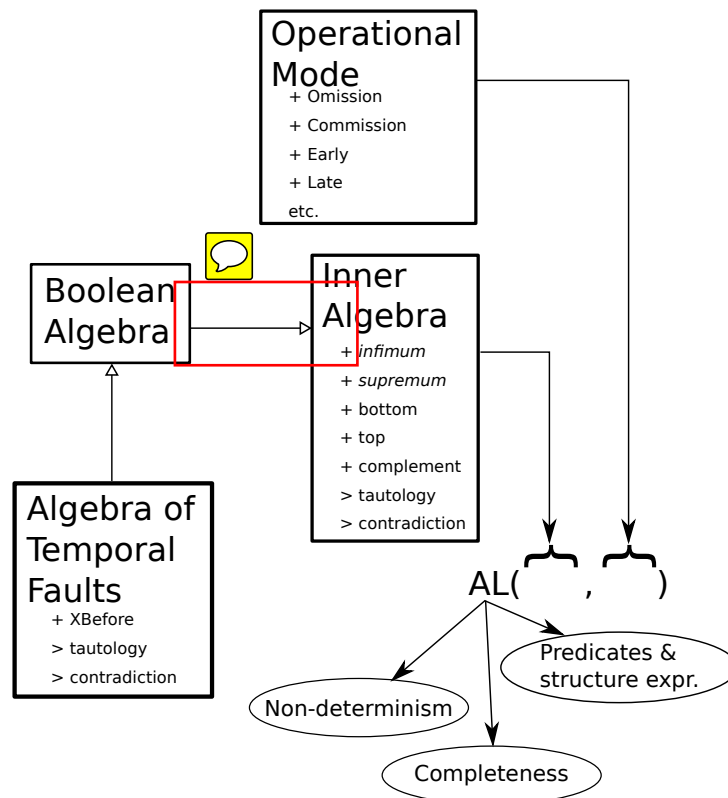 Operational
Mode
+ Omission
+ Commission
+ Early
+ Late
etc.
Boolean
Algebra
Inner
Algebra
+ infimum
+ supremum
+ bottom
+ top
+ complement
> tautology
> contradiction
Algebra of
Temporal
Faults
+ XBefore
> tautology
> contradiction
AL( , )
Predicates &
structure expr.
Non-determinism
Completeness